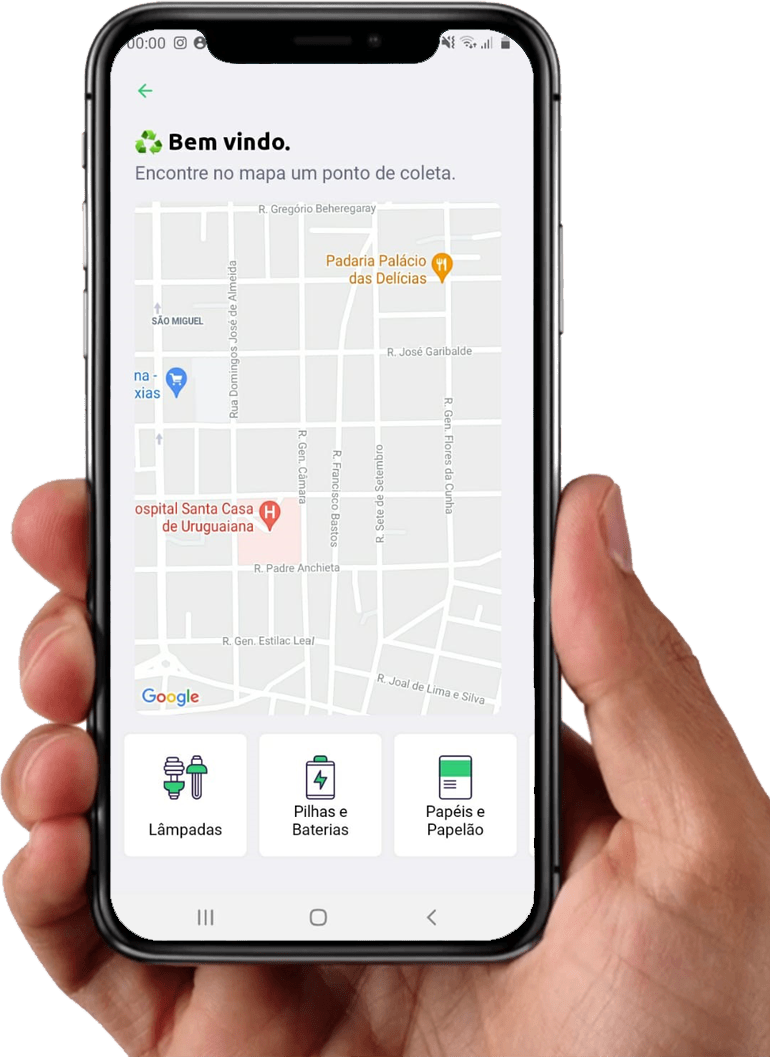 00:00
Bem vindo.
Encontre no mapa um ponto de coleta.
R. Gregório Beheregaray
Padaria Palácio
das Delícias
Rua Domingos José de Almeida
SÃO MIGUEL
R. José Garibalde
na -
xias
R. Gen. Câmara
R. Francisco Bastos
R. Sete de Setembro
R. Gen. Flores da Cunha
ospital Santa Casa
de Uruguaiana
H
R. Padre Anchieta
R. Gen. Estilac Leal
R. Joal de Lima e Silva
Google
Lâmpadas
Pilhas e
Baterias
Papéis e
Papelão